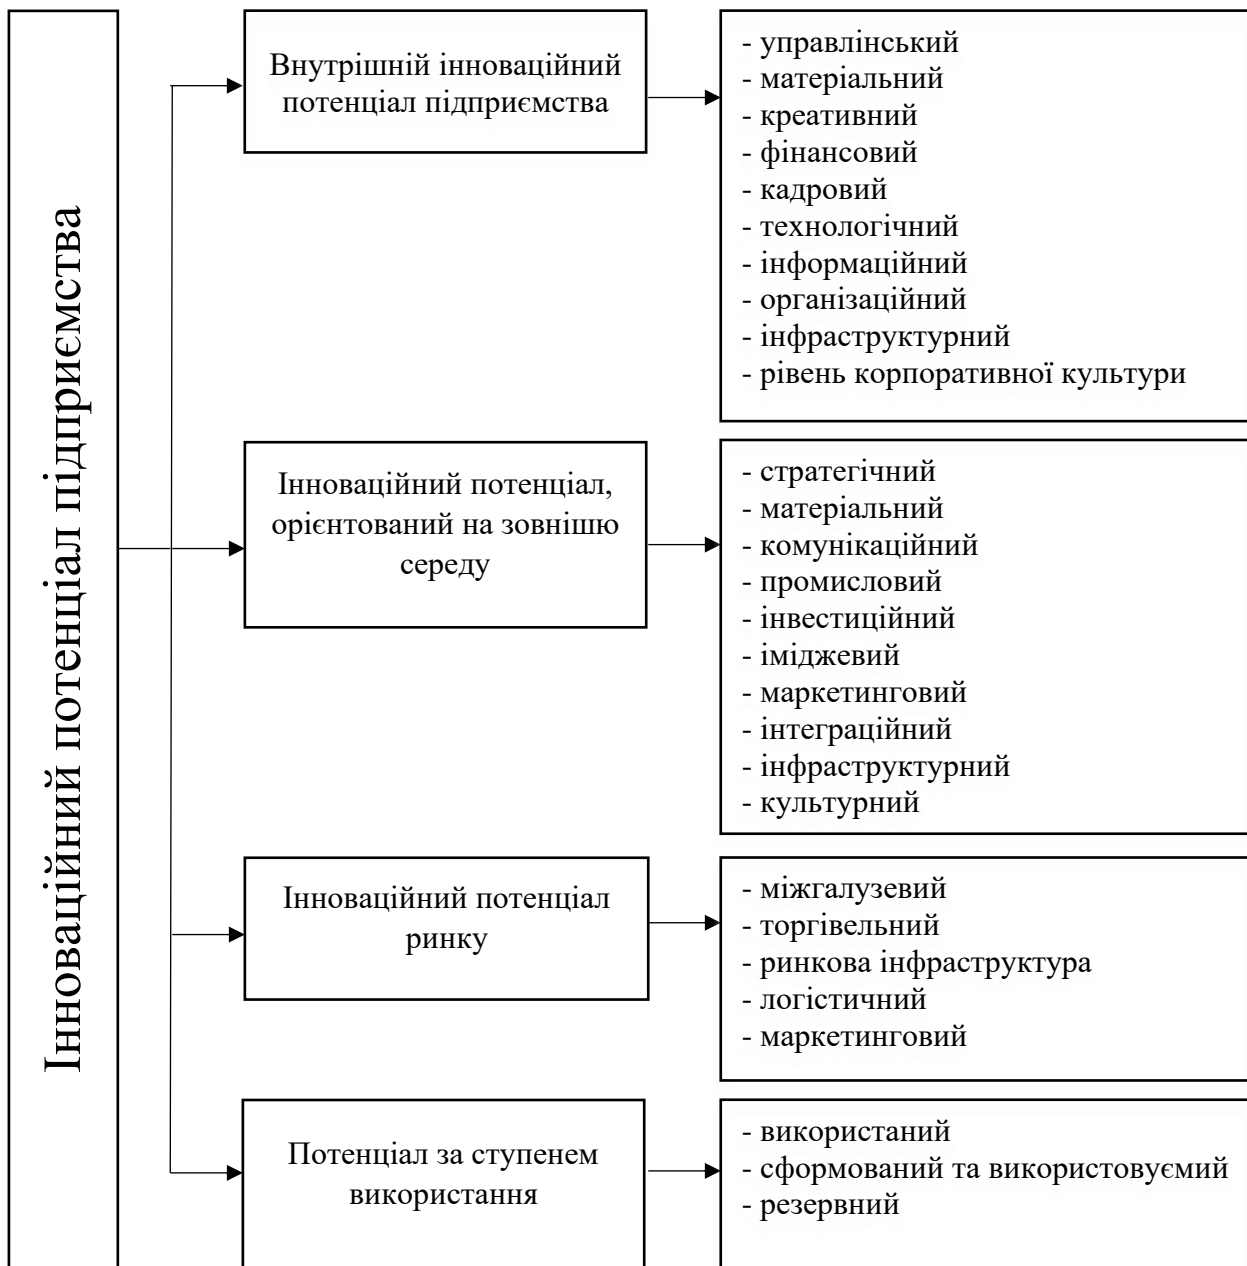 Інноваційний потенціал підприємства
Внутрішній інноваційний
потенціал підприємства
- управлінський
- матеріальний
- креативний
- фінансовий
- кадровий
- технологічний
- інформаційний
- організаційний
- інфраструктурний
- рівень корпоративної культури
Інноваційний потенціал,
орієнтований на зовнішю
середу
- стратегічний
- матеріальний
- комунікаційний
- промисловий
- інвестиційний
- іміджевий
- маркетинговий
- інтеграційний
- інфраструктурний
- культурний
Інноваційний потенціал
ринку
- міжгалузевий
- торгівельний
- ринкова інфраструктура
- логістичний
- маркетинговий
Потенціал за ступенем
використання
- використаний
- сформований та використовуємий
- резервний